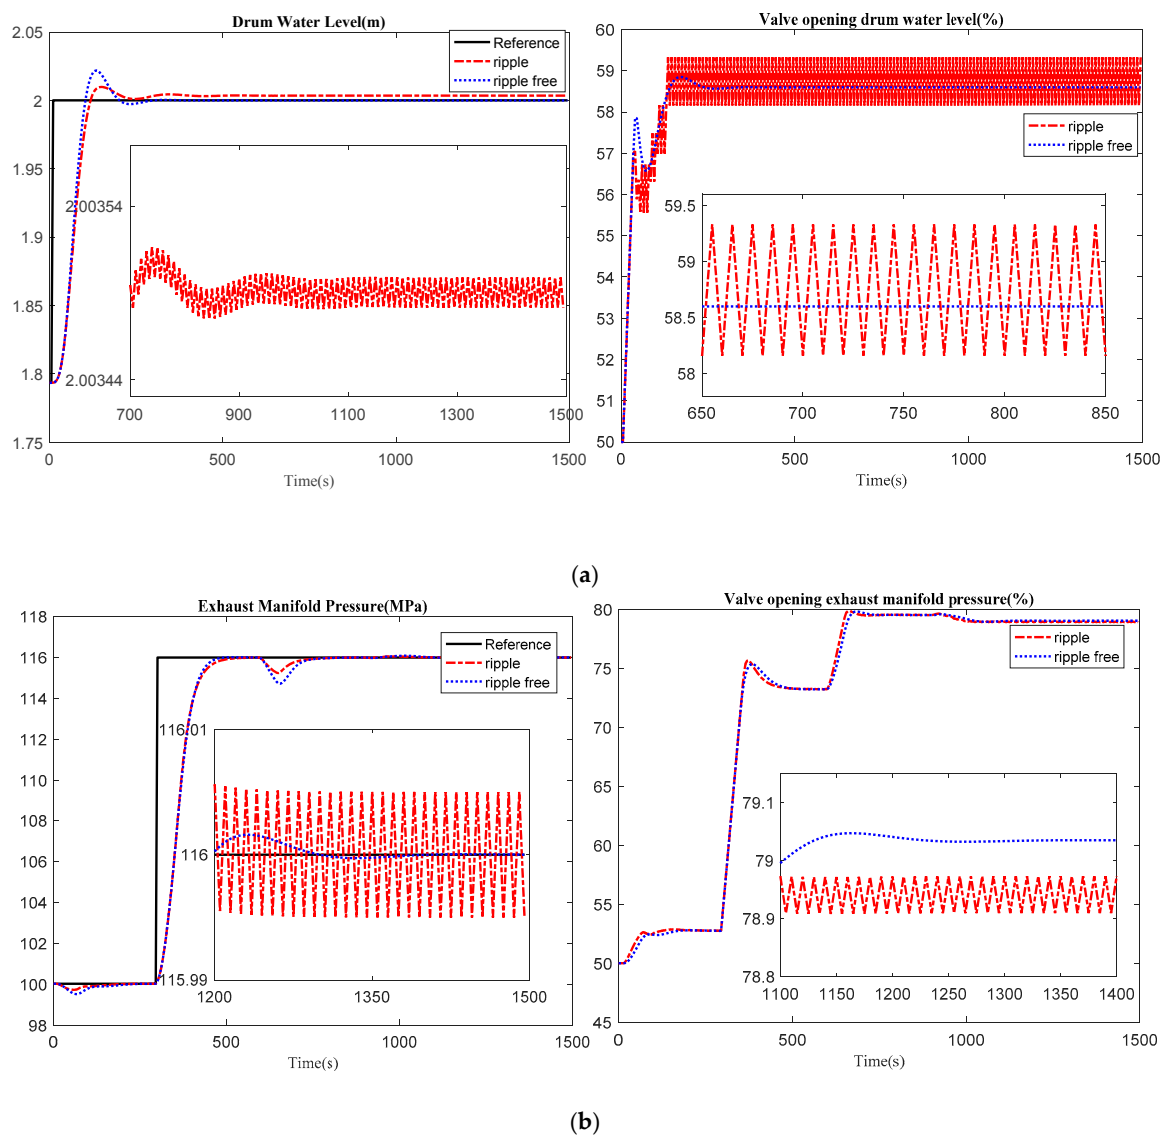 Drum Water Level(m)
2.05
2
1.95
1.9
1.85
1.8
1.75
Reference
ripple
ripple free
2.00354
2.00344
700 900 1100 1300 1500
0 500 1000 1500
Time(s)
Valve opening drum water level(%)
60
59
58
57
56
55
54
53
52
51
50
ripple
ripple free
59.5
59
58.5
58
650 700 750 800 850
0 500 1000 1500
Time(s)
(a)
Exhaust Manifold Pressure(MPa)
118
116
114
112
110
108
106
104
102
100
98
Reference
ripple
ripple free
116.01
116
115.99
1200 1350 1500
0 500 1000 1500
Time(s)
Valve opening exhaust manifold pressure(%)
80
75
70
65
60
55
50
45
ripple
ripple free
79.1
79
78.9
78.8
1100 1150 1200 1250 1300 1350 1400
0 500 1000 1500
Time(s)
(b)